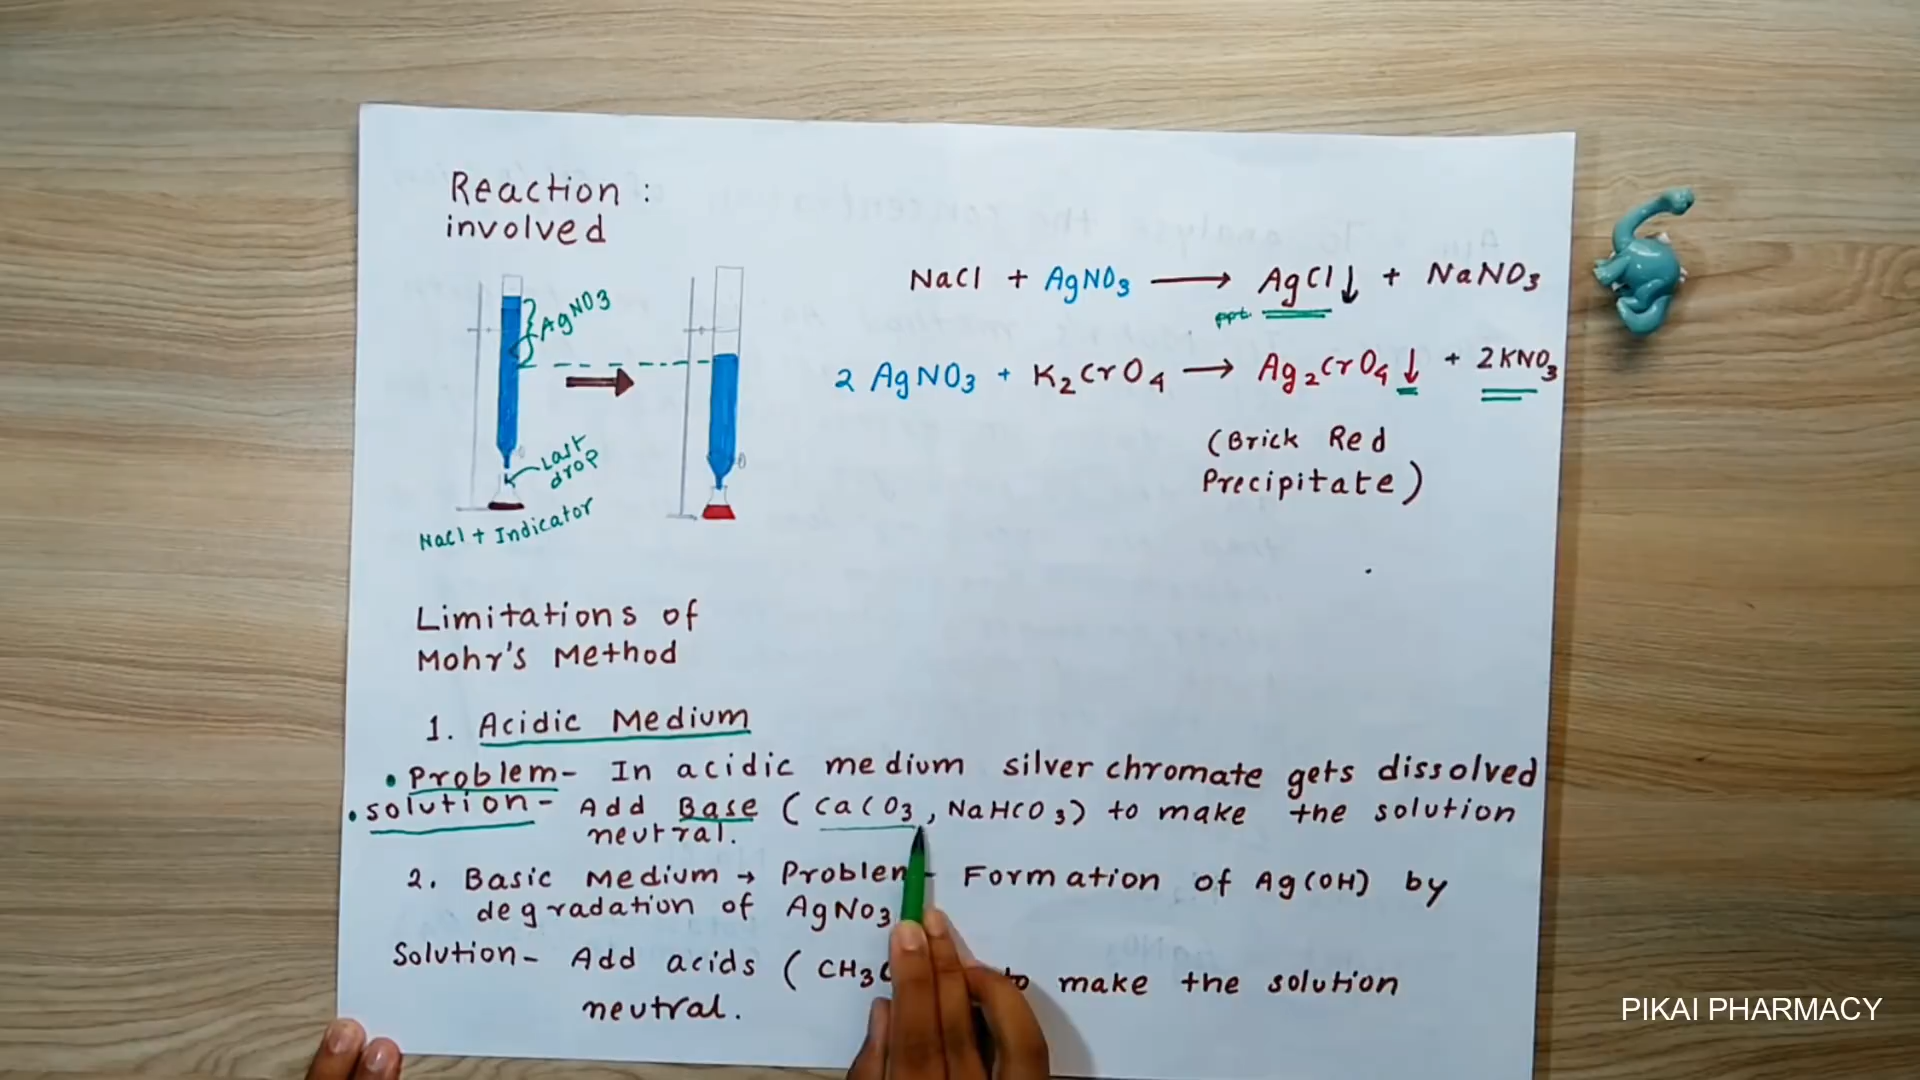 Reaction :
involved
AgNO3
Last
drop
NaCl + Indicator
NaCl + AgNO3 ⟶ AgCl↓ + NaNO3
ppt.
2 AgNO3 + K2CrO4 ⟶ Ag2CrO4 ↓ + 2KNO3
(Brick Red
Precipitate)
Limitations of
Mohr's Method
1. Acidic Medium
• Problem- In acidic medium silver chromate gets dissolved
• solution- Add Base (CaCO3, NaHCO3) to make the solution
neutral.
2. Basic medium → Problem- Formation of Ag(OH) by
degradation of AgNO3
Solution- Add acids (CH3 to make the solution
neutral.
PIKAI PHARMACY